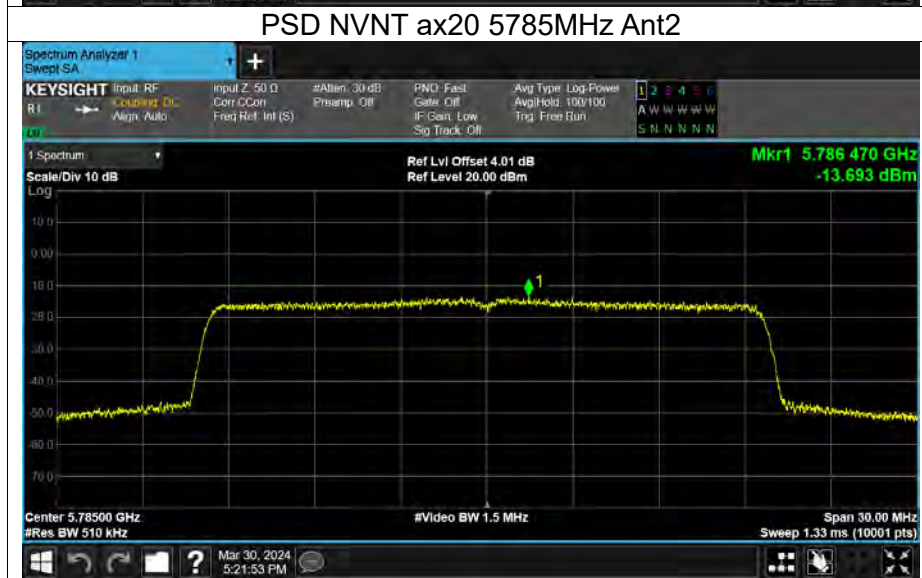 PSD NVNT ax20 5785MHz Ant2
Spectrum Analyzer 1
Swept SA
+
KEYSIGHT Input: RF Input Z: 50 Ω #Atten: 30 dB PNO: Fast Avg Type: Log-Power 1 2 3 4 5 6
R L Coupling: DC Corr CCorr Preamp: Off Gate: Off Avg|Hold: 100/100 A W W W W W
Align: Auto Freq Ref: Int (S) IF Gain: Low Trig: Free Run
Sig Track: Off S N N N N N
1 Spectrum Ref Lvl Offset 4.01 dB Mkr1 5.786 470 GHz
Scale/Div 10 dB Ref Level 20.00 dBm -13.693 dBm
Log
10.0
0.00
-10.0
1
-20.0
-30.0
-40.0
-50.0
-60.0
-70.0
Center 5.78500 GHz #Video BW 1.5 MHz Span 30.00 MHz
#Res BW 510 kHz Sweep 1.33 ms (10001 pts)
? Mar 30, 2024
5:21:53 PM